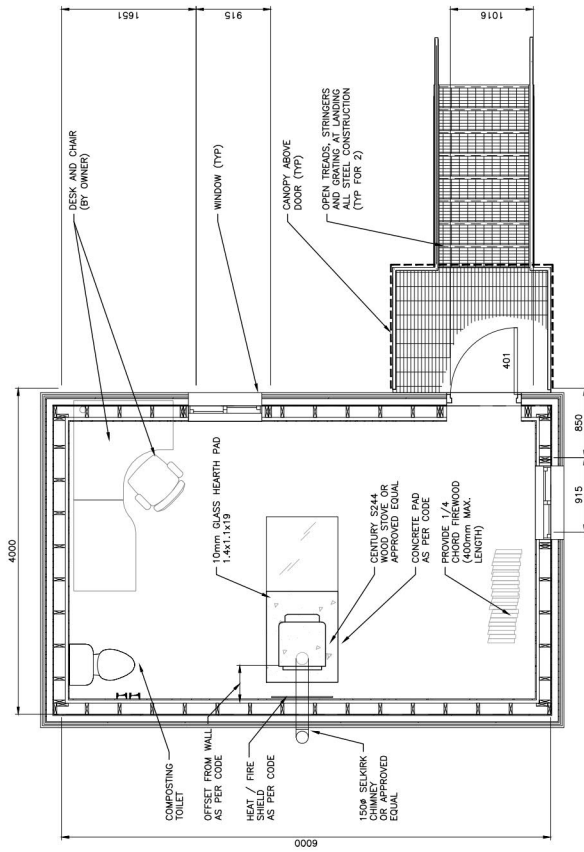 1651
915
1016
DESK AND CHAIR
(BY OWNER)
WINDOW (TYP)
CANOPY ABOVE
DOOR (TYP)
OPEN TREADS, STRINGERS
AND GRATING AT LANDING
ALL STEEL CONSTRUCTION
(TYP FOR 2)
401
4000
850
915
10mm GLASS HEARTH PAD
1.4x1.1x19
CENTURY S244
WOOD STOVE OR
APPROVED EQUAL
CONCRETE PAD
AS PER CODE
PROVIDE 1/4
CHORD FIREWOOD
(400mm MAX.
LENGTH)
COMPOSTING
TOILET
OFFSET FROM WALL
AS PER CODE
HEAT / FIRE
SHIELD
AS PER CODE
150ø SELKIRK
CHIMNEY
OR APPROVED
EQUAL
6000